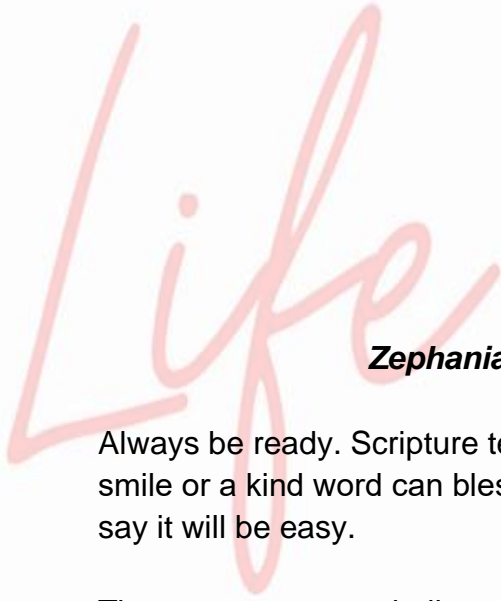 Life
Zephania
Always be ready. Scripture te
smile or a kind word can bles
say it will be easy.